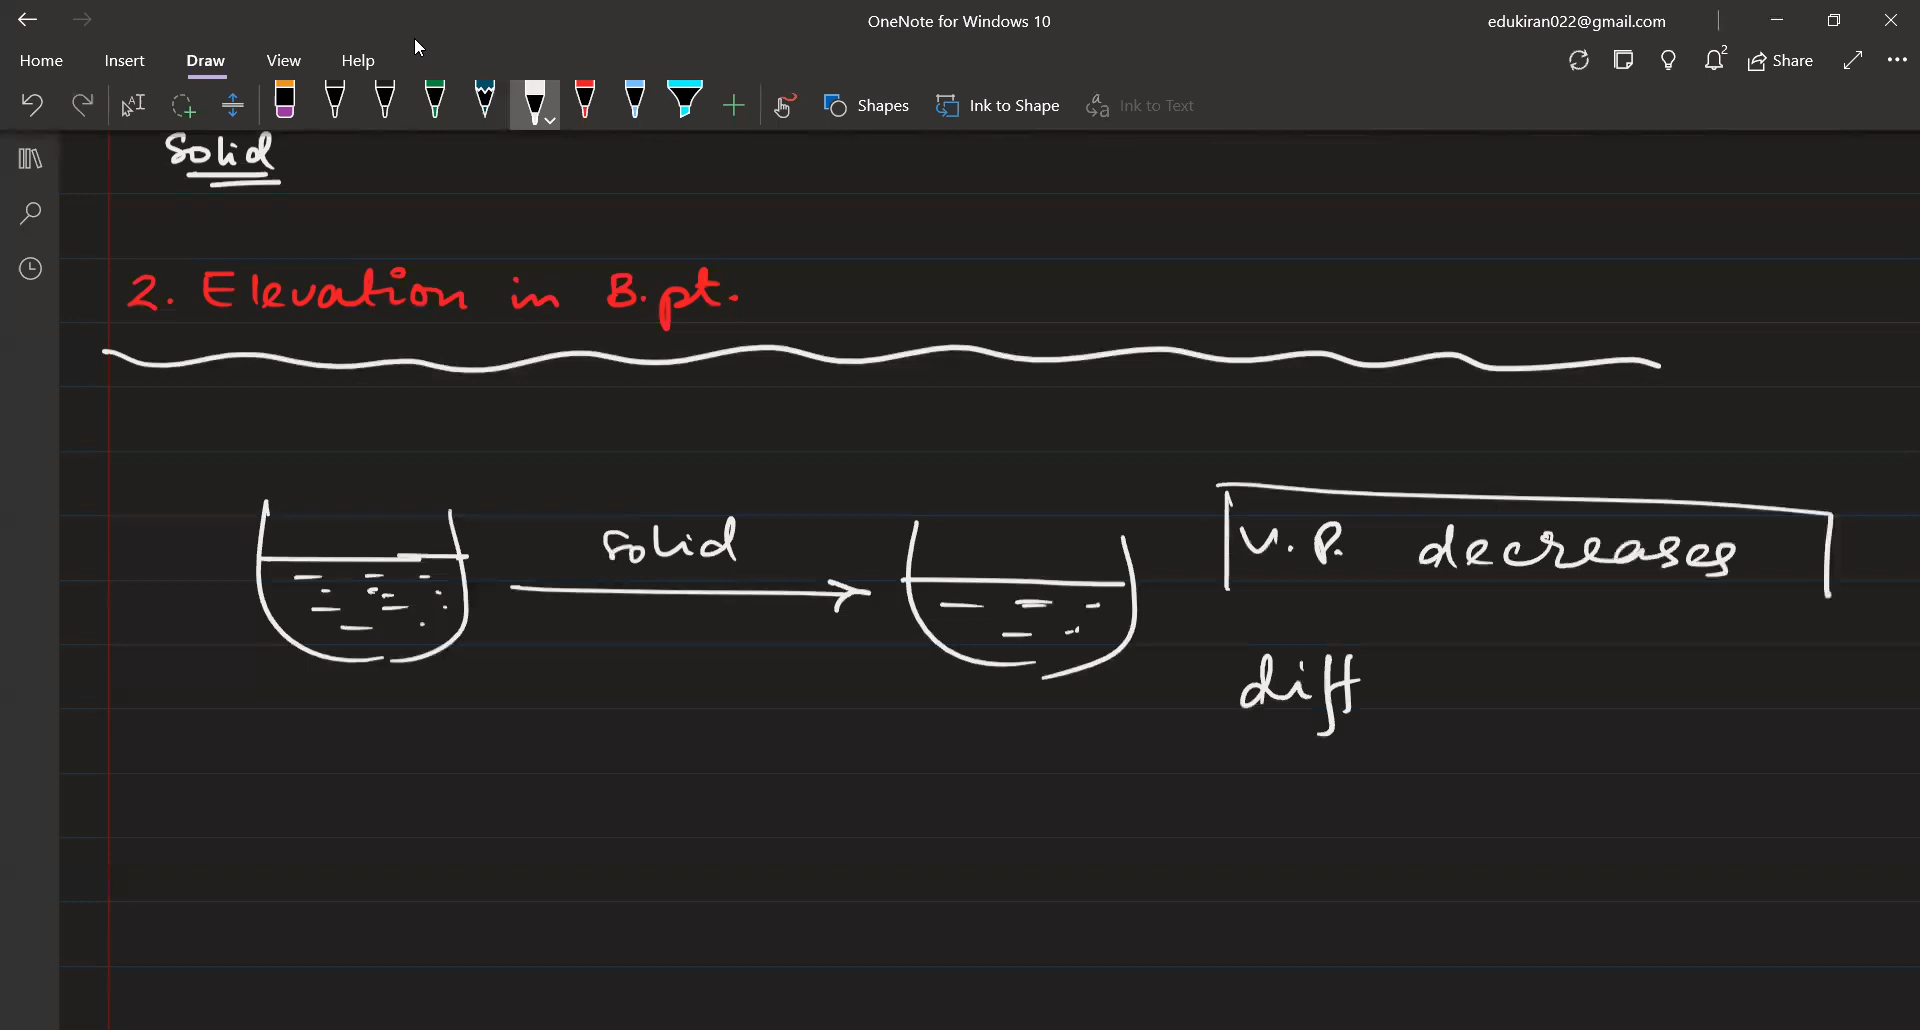 OneNote for Windows 10
edukiran022@gmail.com
Home Insert Draw View Help
2
Share
Shapes Ink to Shape Ink to Text
Solid
2. Elevation in B.pt.
solid
V.P. decreases
diff